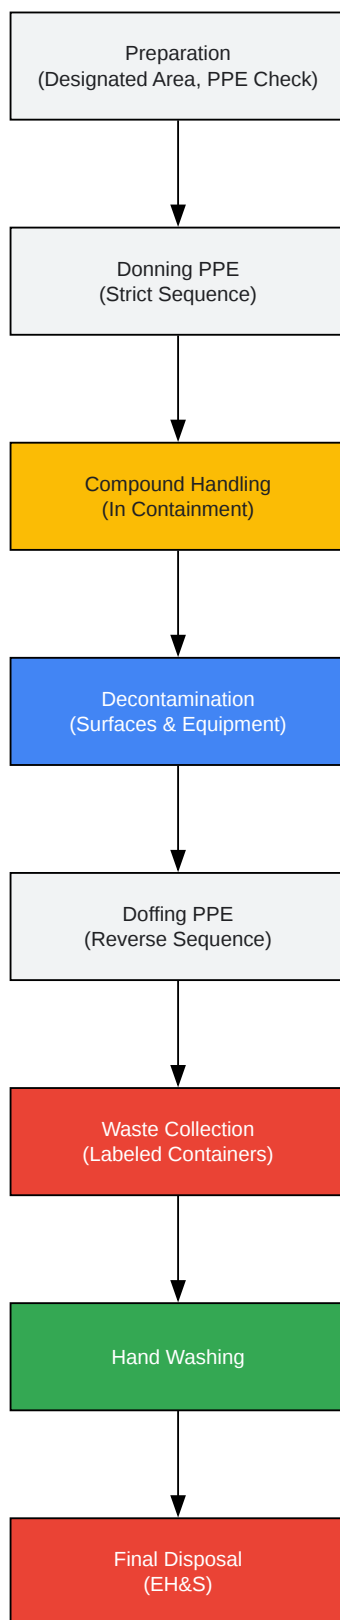 Preparation
(Designated Area, PPE Check)
Donning PPE
(Strict Sequence)
Compound Handling
(In Containment)
Decontamination
(Surfaces & Equipment)
Doffing PPE
(Reverse Sequence)
Waste Collection
(Labeled Containers)
Hand Washing
Final Disposal
(EH&S)